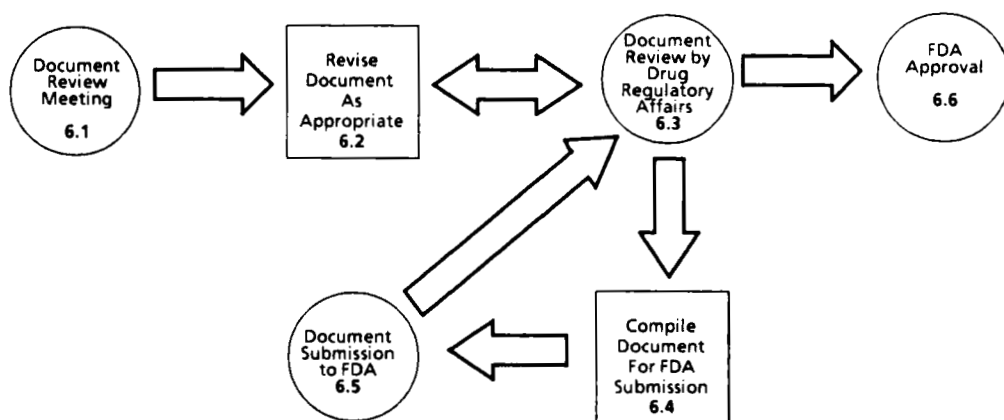 Document
Review
Meeting
6.1
Revise
Document
As
Appropriate
6.2
Document
Review by
Drug
Regulatory
Affairs
6.3
FDA
Approval
6.6
Document
Submission
to FDA
6.5
Compile
Document
For FDA
Submission
6.4